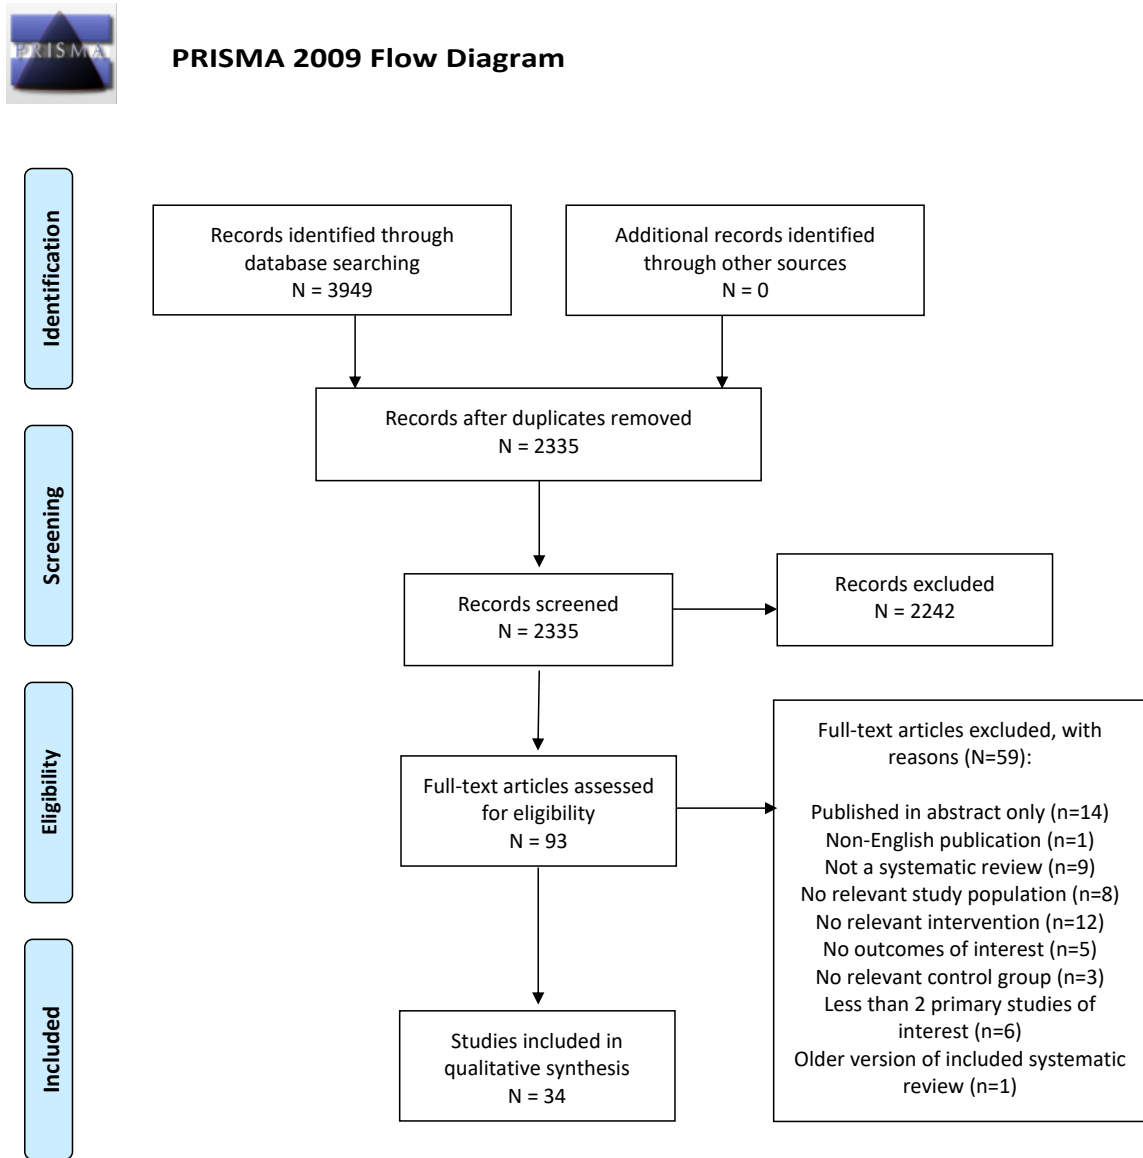 PRISMA
PRISMA 2009 Flow Diagram
Identification
Records identified through
database searching
N = 3949
Additional records identified
through other sources
N = 0
Records after duplicates removed
N = 2335
Screening
Records screened
N = 2335
Records excluded
N = 2242
Eligibility
Full-text articles assessed
for eligibility
N = 93
Full-text articles excluded, with
reasons (N=59):
Published in abstract only (n=14)
Non-English publication (n=1)
Not a systematic review (n=9)
No relevant study population (n=8)
No relevant intervention (n=12)
No outcomes of interest (n=5)
No relevant control group (n=3)
Less than 2 primary studies of
interest (n=6)
Older version of included systematic
review (n=1)
Included
Studies included in
qualitative synthesis
N = 34